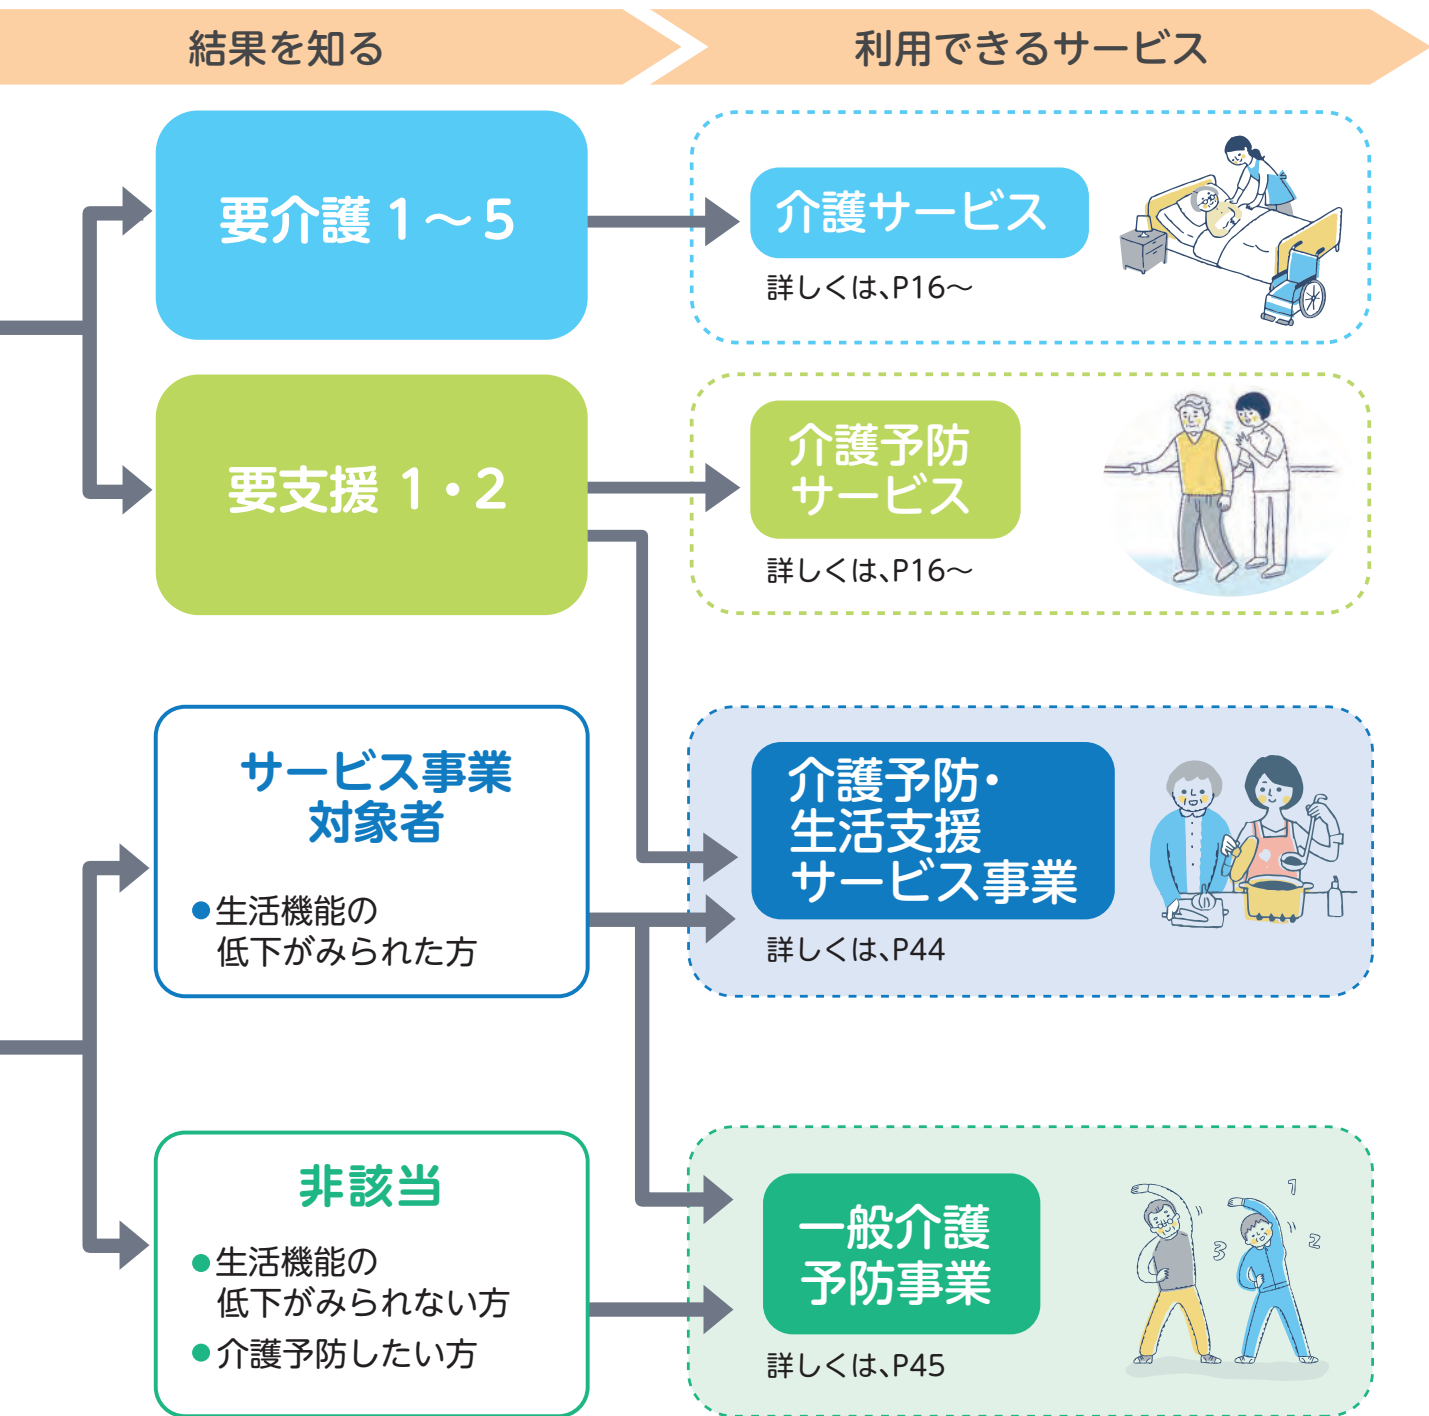 結果を知る
利用できるサービス
要介護 1～5
介護サービス
詳しくは、P16～
要支援 1・2
介護予防
サービス
詳しくは、P16～
サービス事業
対象者
●生活機能の
低下がみられた方
介護予防・
生活支援
サービス事業
詳しくは、P44
非該当
●生活機能の
低下がみられない方
●介護予防したい方
一般介護
予防事業
詳しくは、P45
1
2
3